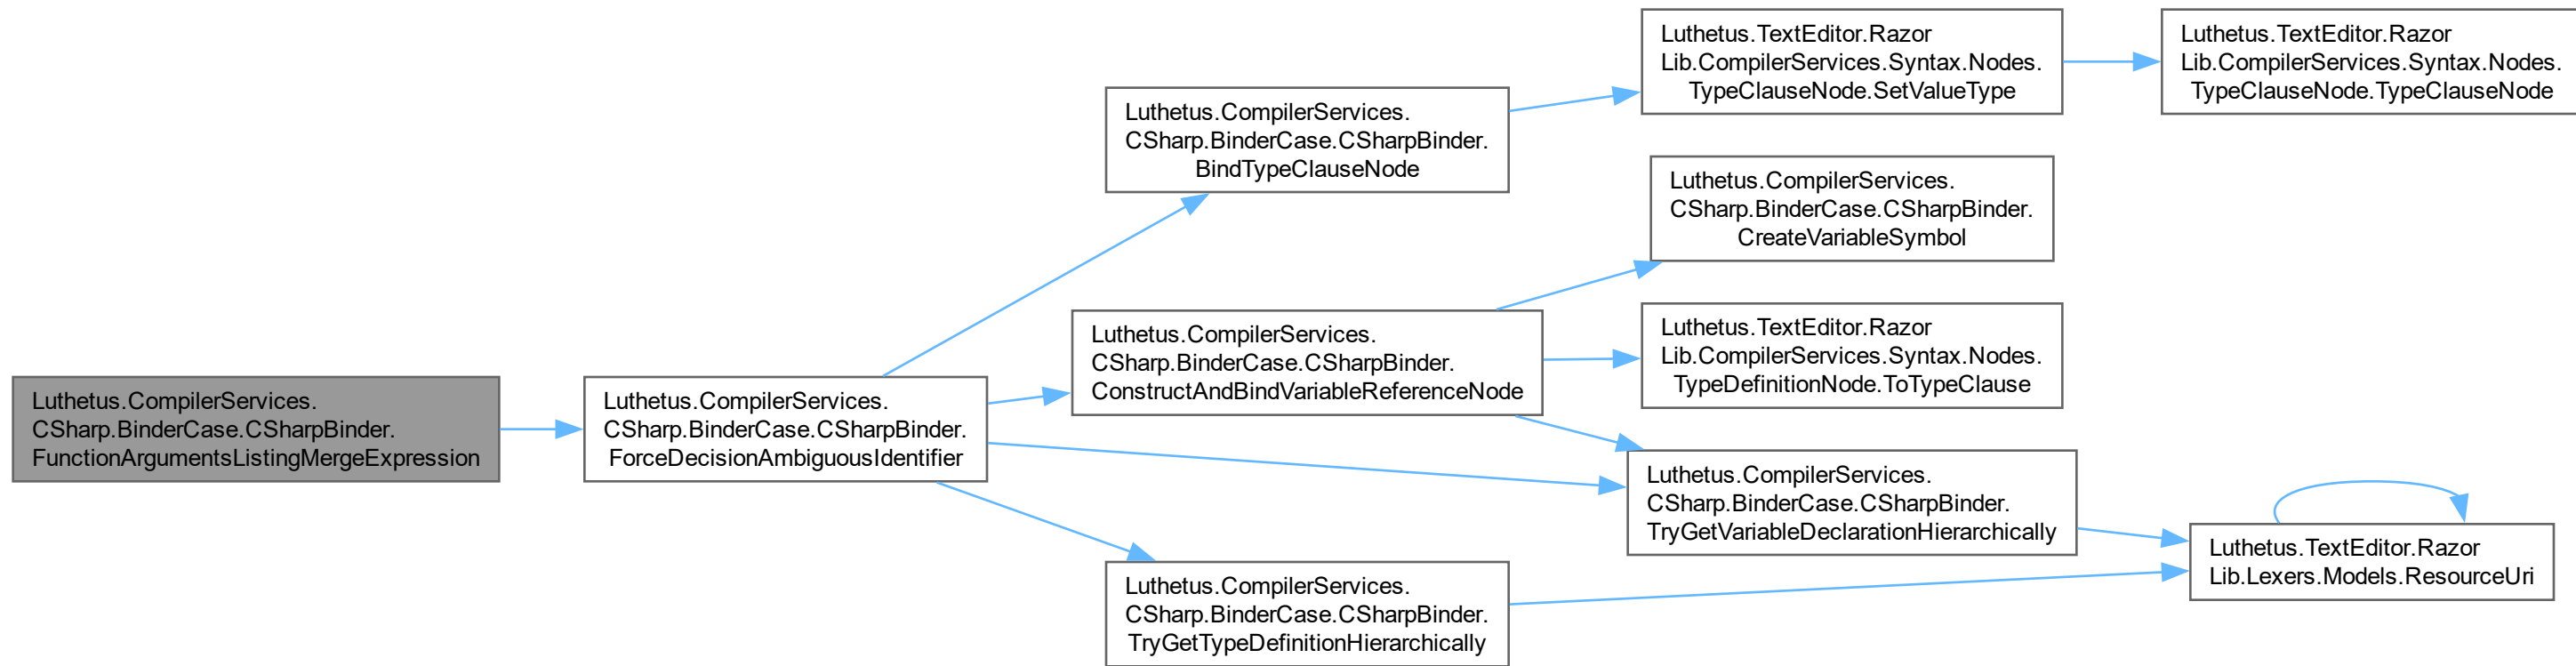 Luthetus.CompilerServices.
CSharp.BinderCase.CSharpBinder.
FunctionArgumentsListingMergeExpression
Luthetus.CompilerServices.
CSharp.BinderCase.CSharpBinder.
ForceDecisionAmbiguousIdentifier
Luthetus.CompilerServices.
CSharp.BinderCase.CSharpBinder.
BindTypeClauseNode
Luthetus.TextEditor.Razor
Lib.CompilerServices.Syntax.Nodes.
TypeClauseNode.SetValueType
Luthetus.TextEditor.Razor
Lib.CompilerServices.Syntax.Nodes.
TypeClauseNode.TypeClauseNode
Luthetus.CompilerServices.
CSharp.BinderCase.CSharpBinder.
ConstructAndBindVariableReferenceNode
Luthetus.CompilerServices.
CSharp.BinderCase.CSharpBinder.
CreateVariableSymbol
Luthetus.TextEditor.Razor
Lib.CompilerServices.Syntax.Nodes.
TypeDefinitionNode.ToTypeClause
Luthetus.CompilerServices.
CSharp.BinderCase.CSharpBinder.
TryGetVariableDeclarationHierarchically
Luthetus.TextEditor.Razor
Lib.Lexers.Models.ResourceUri
Luthetus.CompilerServices.
CSharp.BinderCase.CSharpBinder.
TryGetTypeDefinitionHierarchically